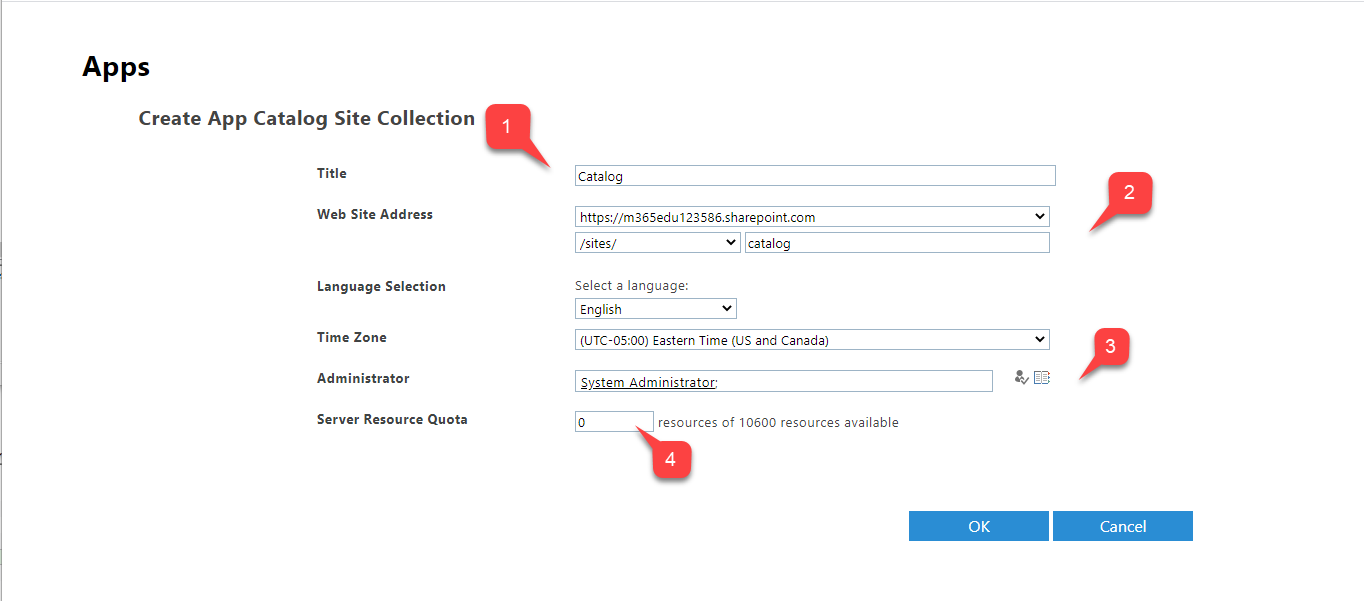 Apps
Create App Catalog Site Collection
1
Title
Catalog
2
Web Site Address
https://m365edu123586.sharepoint.com
/sites/ catalog
Language Selection
Select a language:
English
Time Zone
(UTC-05:00) Eastern Time (US and Canada)
3
Administrator
System Administrator;
Server Resource Quota
0 resources of 10600 resources available
4
OK Cancel